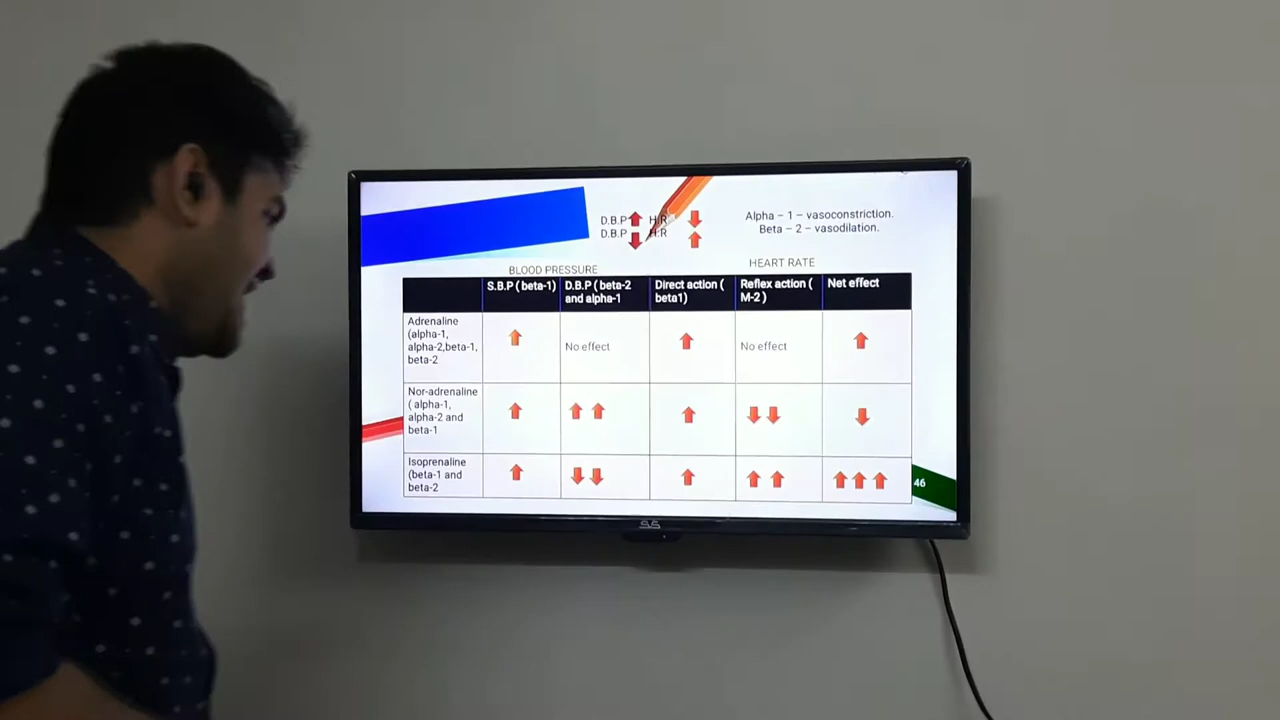 D.B.P H.R
D.B.P H.R
Alpha – 1 – vasoconstriction.
Beta – 2 – vasodilation.
BLOOD PRESSURE
HEART RATE
S.B.P ( beta-1)
D.B.P ( beta-2
and alpha-1
Direct action (
beta1)
Reflex action (
M-2 )
Net effect
Adrenaline
(alpha-1,
alpha-2,beta-1,
beta-2
No effect
No effect
Nor-adrenaline
( alpha-1,
alpha-2 and
beta-1
Isoprenaline
(beta-1 and
beta-2
46